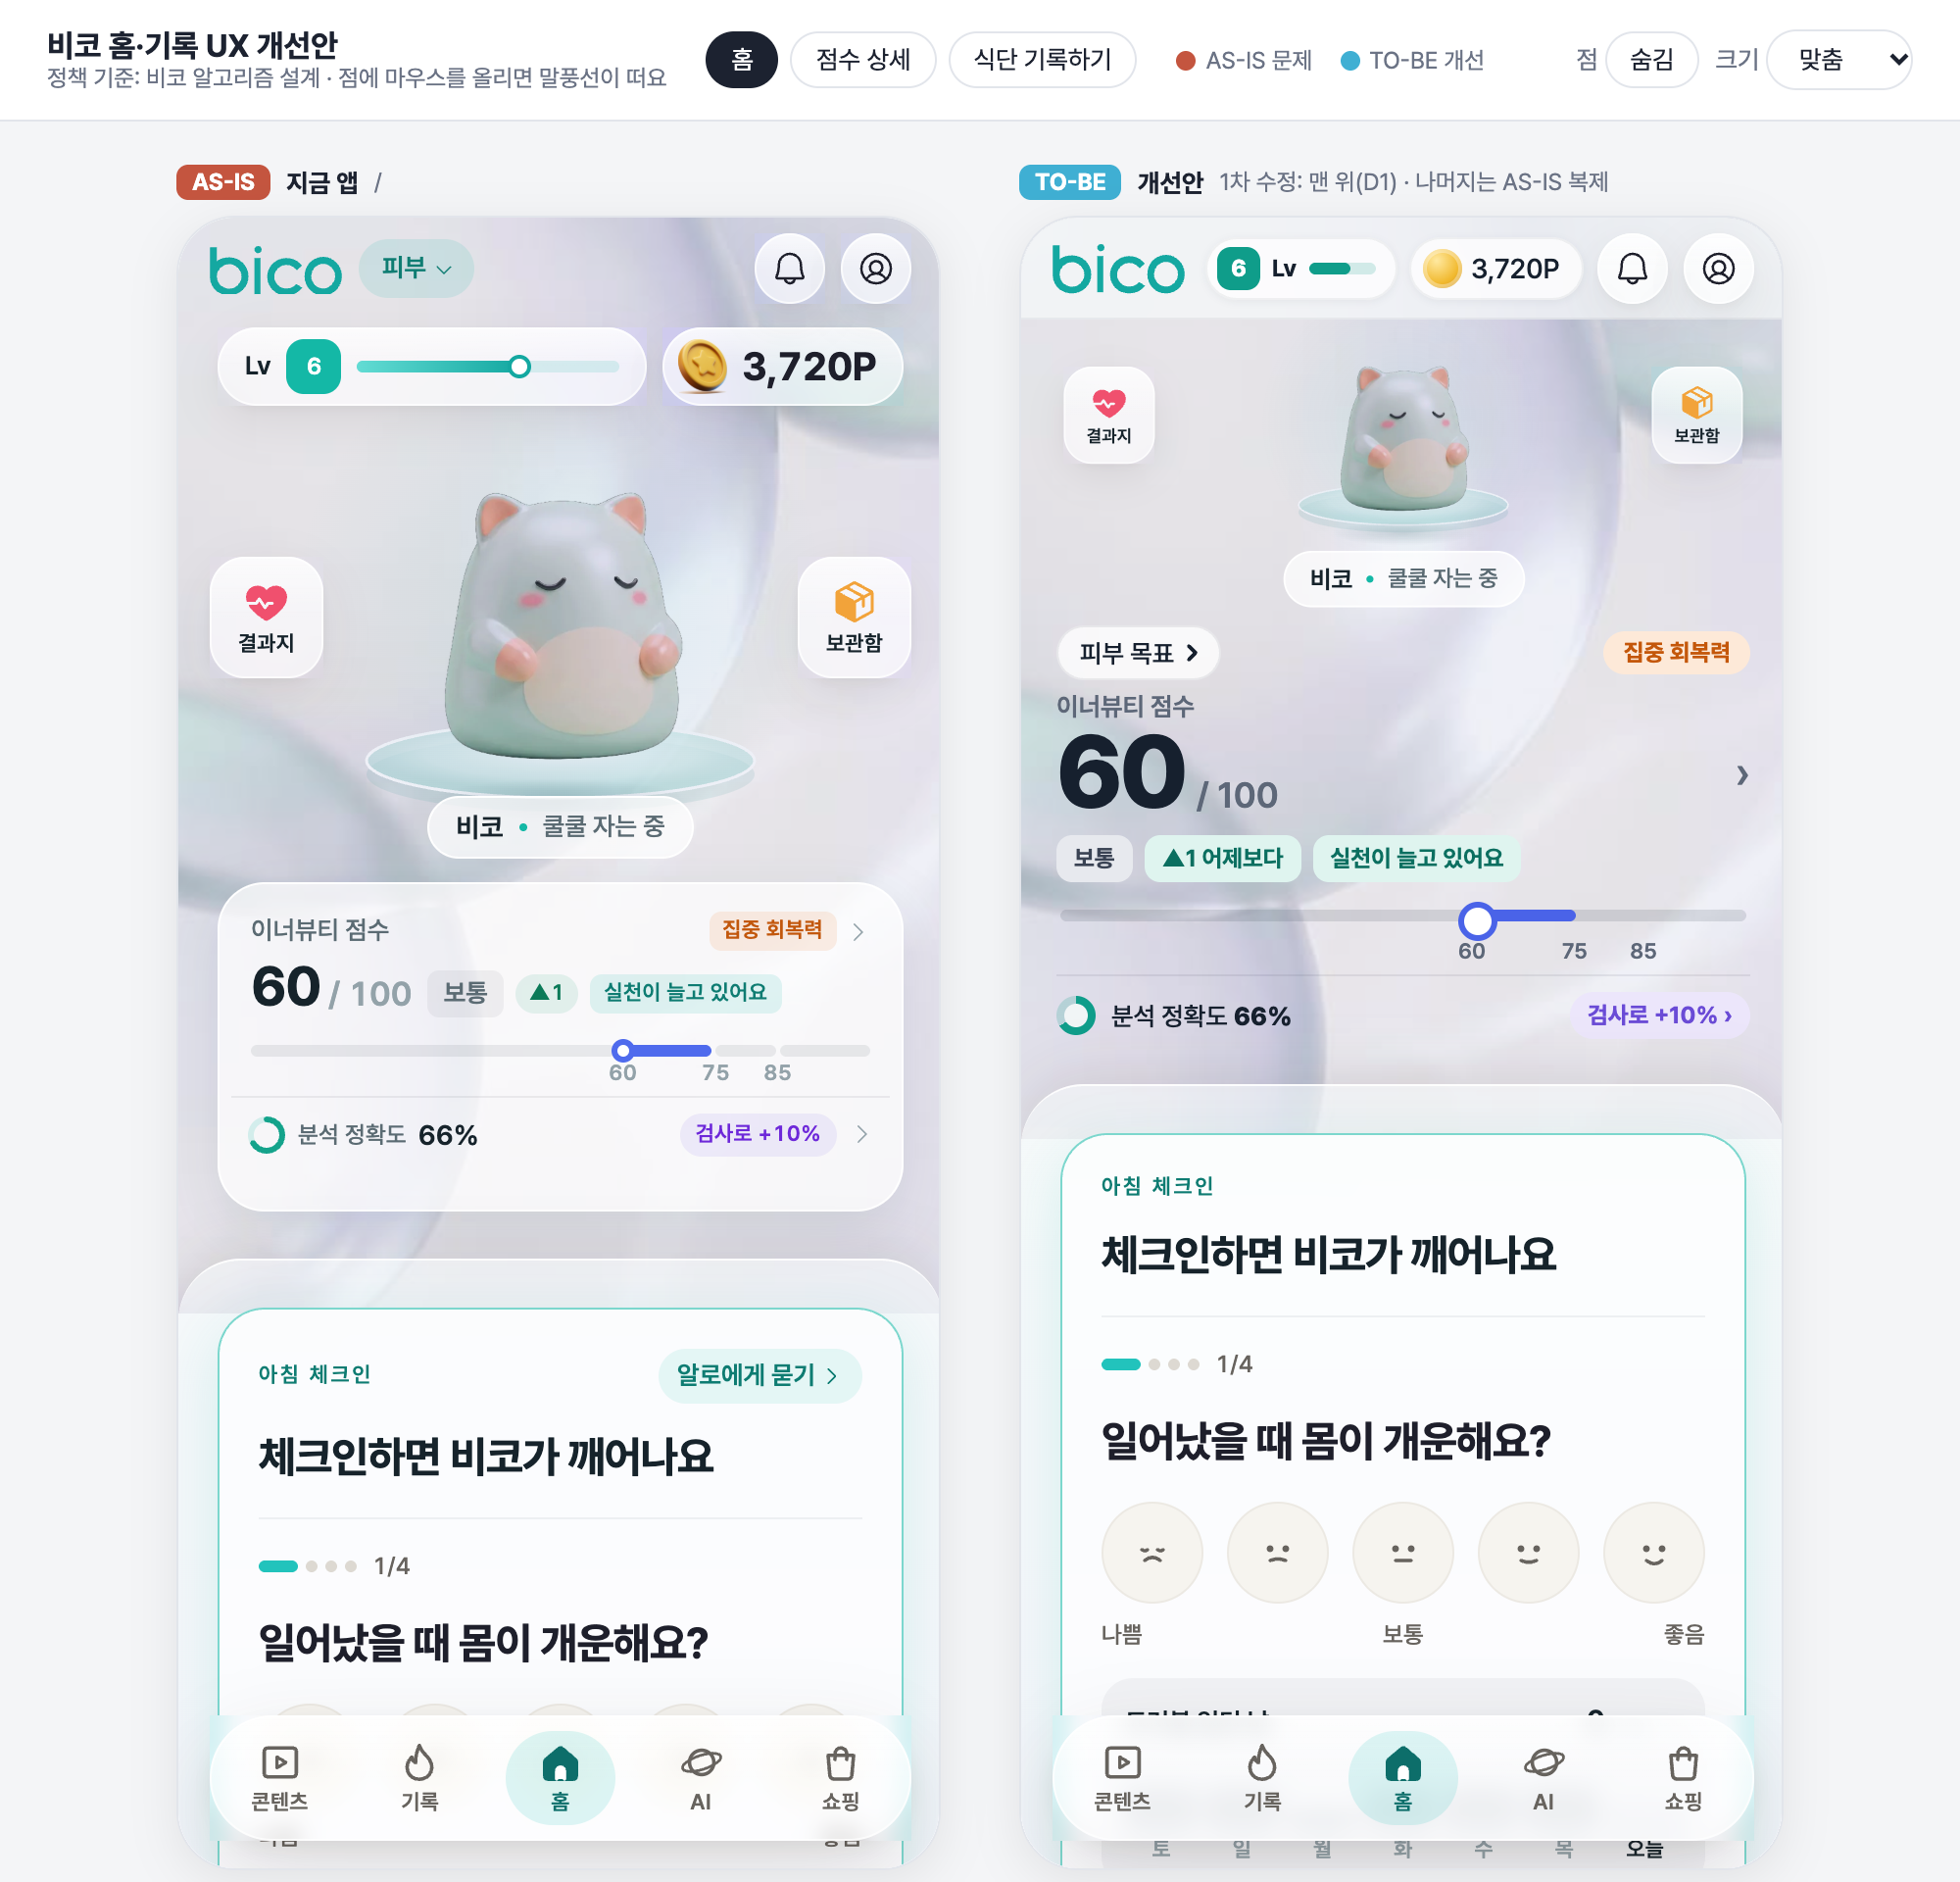 비코 홈·기록 UX 개선안
정책 기준: 비코 알고리즘 설계 · 점에 마우스를 올리면 말풍선이 떠요
홈
점수 상세
식단 기록하기
AS-IS 문제
TO-BE 개선
점
숨김
크기
맞춤
AS-IS 지금 앱 /
bico
피부
Lv 6
3,720P
결과지
보관함
비코 • 쿨쿨 자는 중
이너뷰티 점수
집중 회복력
60 / 100 보통 ▲1 실천이 늘고 있어요
60 75 85
분석 정확도 66%
검사로 +10%
아침 체크인
알로에게 묻기
체크인하면 비코가 깨어나요
1/4
일어났을 때 몸이 개운해요?
콘텐츠
기록
홈
AI
쇼핑
TO-BE 개선안 1차 수정: 맨 위(D1) · 나머지는 AS-IS 복제
bico
6 Lv
3,720P
결과지
보관함
비코 • 쿨쿨 자는 중
피부 목표 ›
집중 회복력
이너뷰티 점수
60 / 100
›
보통 ▲1 어제보다 실천이 늘고 있어요
60 75 85
분석 정확도 66%
검사로 +10% ›
아침 체크인
체크인하면 비코가 깨어나요
1/4
일어났을 때 몸이 개운해요?
나쁨 보통 좋음
콘텐츠
기록
홈
AI
쇼핑
토 일 월 화 수 목 오늘